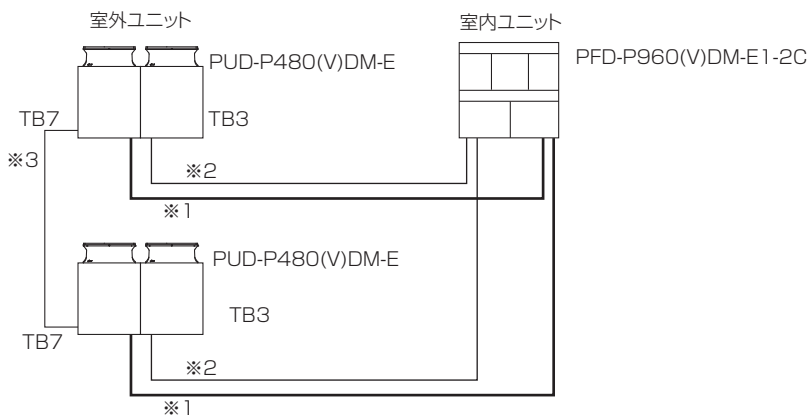 室外ユニット
室内ユニット
PUD-P480(V)DM-E
PFD-P960(V)DM-E1-2C
TB7
TB3
※3
※2
※1
PUD-P480(V)DM-E
TB3
TB7
※2
※1